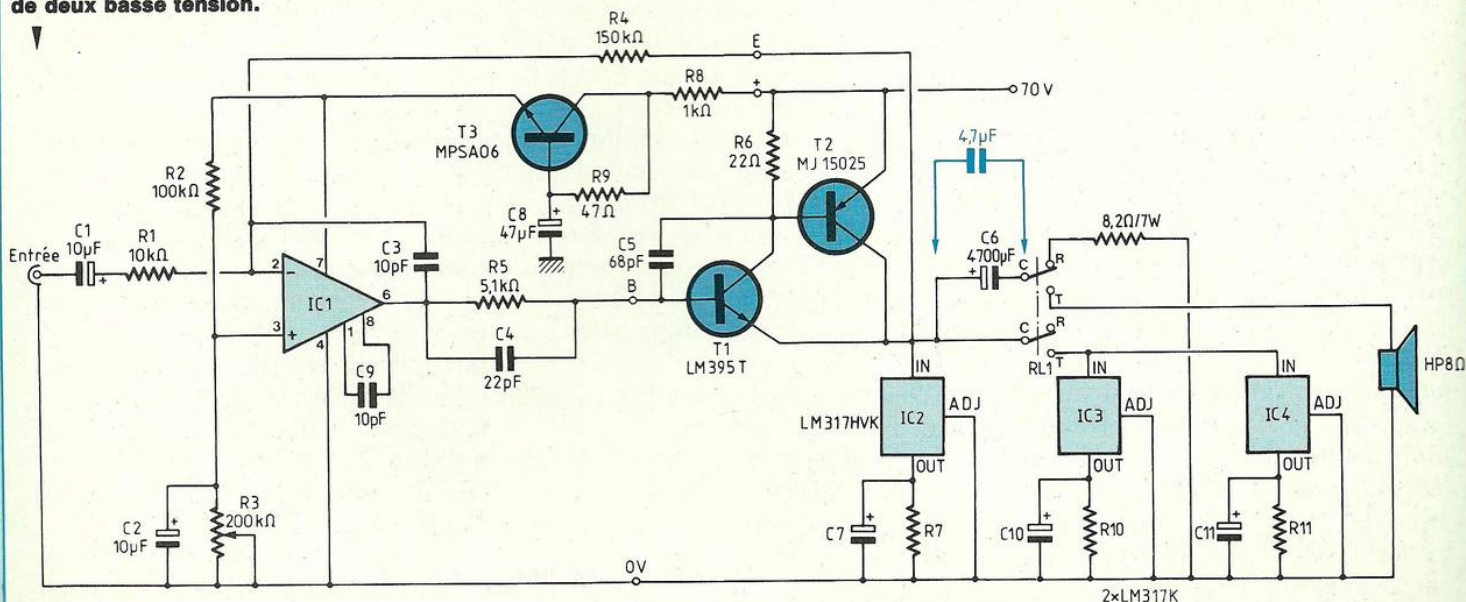 de deux basse tension.
R4
150kΩ
E
R8
1kΩ
+
70 V
T3
MPSA06
R6
22Ω
T2
MJ 15025
4,7µF
R2
100kΩ
R9
47Ω
C8
47µF
+
8,2Ω/7W
Entrée
C1
10µF
+
R1
10kΩ
C3
10pF
R5
5,1kΩ
C5
68pF
C6
4700µF
+
C
R
T
2
−
7
IC1
6
3
+
4
1
8
B
C4
22pF
T1
LM395T
C
R
T
RL1
HP8Ω
C9
10pF
LM317HVK
IN
IC2
ADJ
OUT
IN
IC3
ADJ
OUT
IN
IC4
ADJ
OUT
C2
10µF
+
R3
200kΩ
C7
+
R7
C10
+
R10
C11
+
R11
0V
2×LM317K